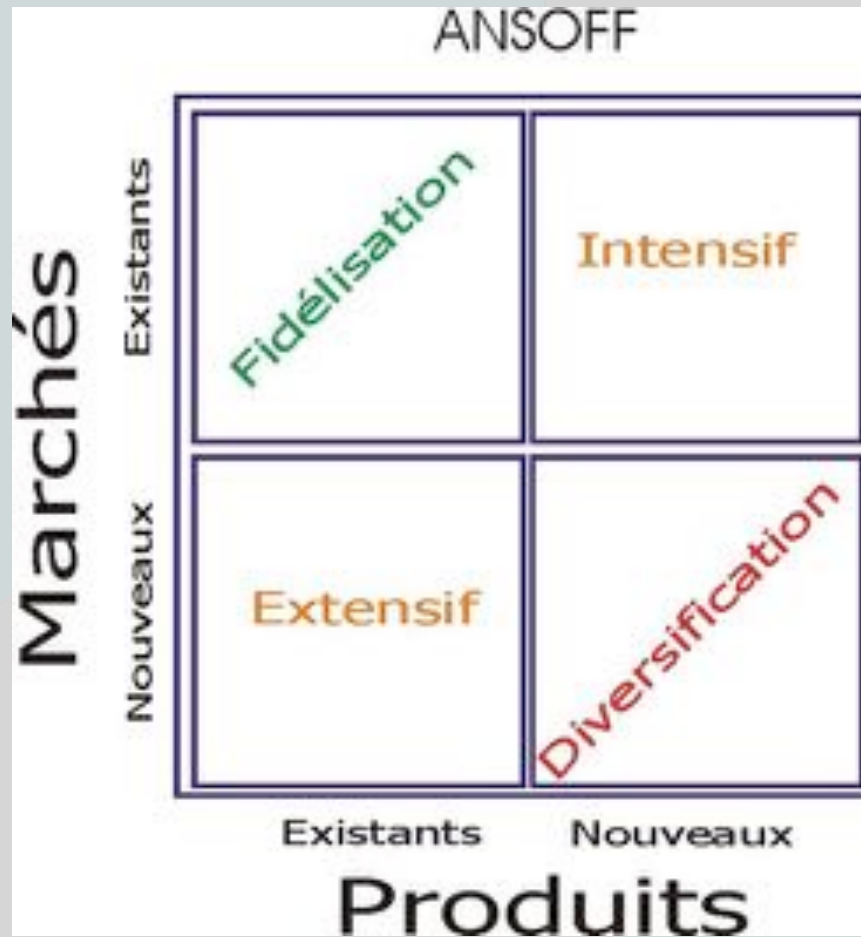 ANSOFF
Marchés
Existants
Fidélisation
Intensif
Nouveaux
Extensif
Diversification
Existants
Nouveaux
Produits